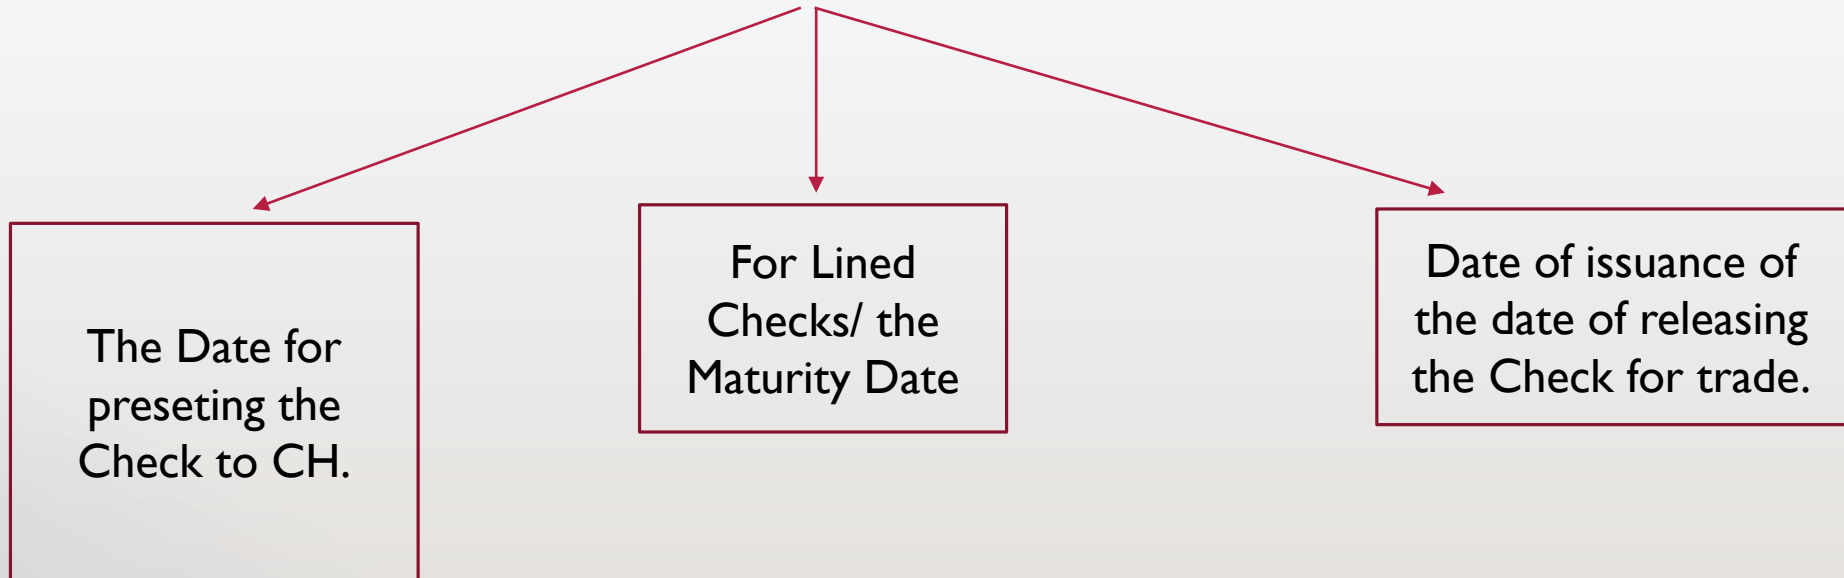 The Date for
preseting the
Check to CH.
For Lined
Checks/ the
Maturity Date
Date of issuance of
the date of releasing
the Check for trade.